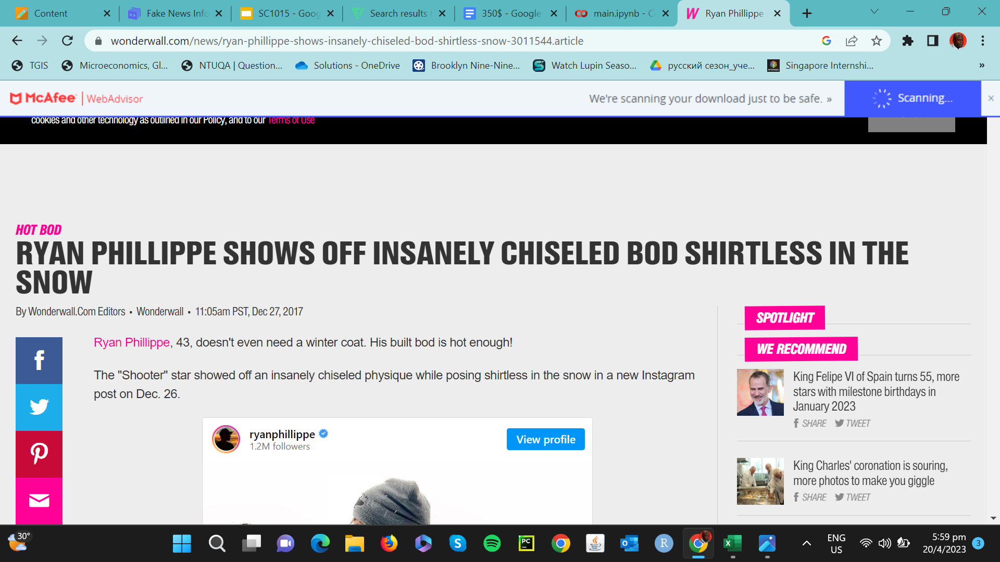 Content
Fake News Info
SC1015 - Goog
Search results f
350$ - Google
main.ipynb - Co
Ryan Phillippe
wonderwall.com/news/ryan-phillippe-shows-insanely-chiseled-bod-shirtless-snow-3011544.article
TGIS
Microeconomics, Gl...
NTUQA | Question...
Solutions - OneDrive
Brooklyn Nine-Nine...
Watch Lupin Seaso...
русский сезон_уче...
Singapore Internshi...
»
McAfee | WebAdvisor
We're scanning your download just to be safe. »
Scanning...
cookies and other technology as outlined in our Policy, and to our Terms of Use
HOT BOD
RYAN PHILLIPPE SHOWS OFF INSANELY CHISELED BOD SHIRTLESS IN THE
SNOW
By Wonderwall.Com Editors • Wonderwall • 11:05am PST, Dec 27, 2017
Ryan Phillippe, 43, doesn't even need a winter coat. His built bod is hot enough!
The "Shooter" star showed off an insanely chiseled physique while posing shirtless in the snow in a new Instagram
post on Dec. 26.
ryanphillippe
1.2M followers
View profile
SPOTLIGHT
WE RECOMMEND
King Felipe VI of Spain turns 55, more
stars with milestone birthdays in
January 2023
SHARE TWEET
King Charles' coronation is souring,
more photos to make you giggle
SHARE TWEET
30°
PC
R
ENG
US
5:59 pm
20/4/2023
3